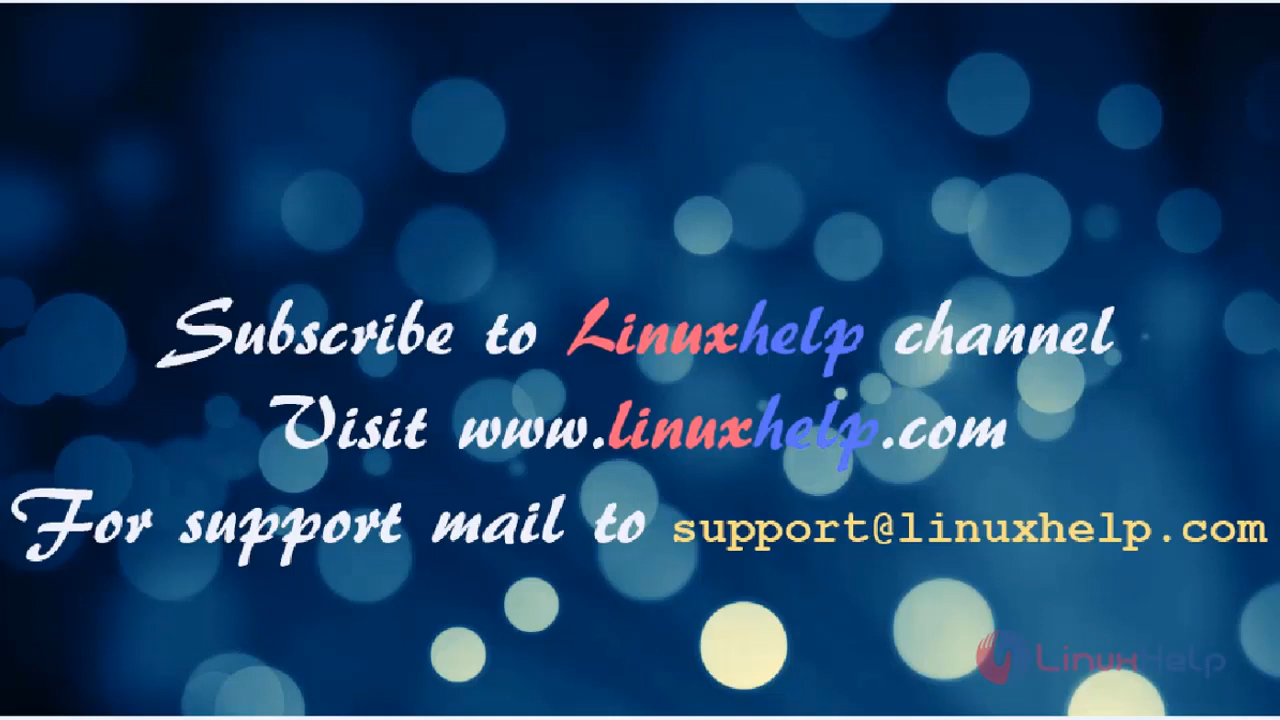 Subscribe to Linuxhelp channel
Visit www.linuxhelp.com
For support mail to support@linuxhelp.com
LinuxHelp